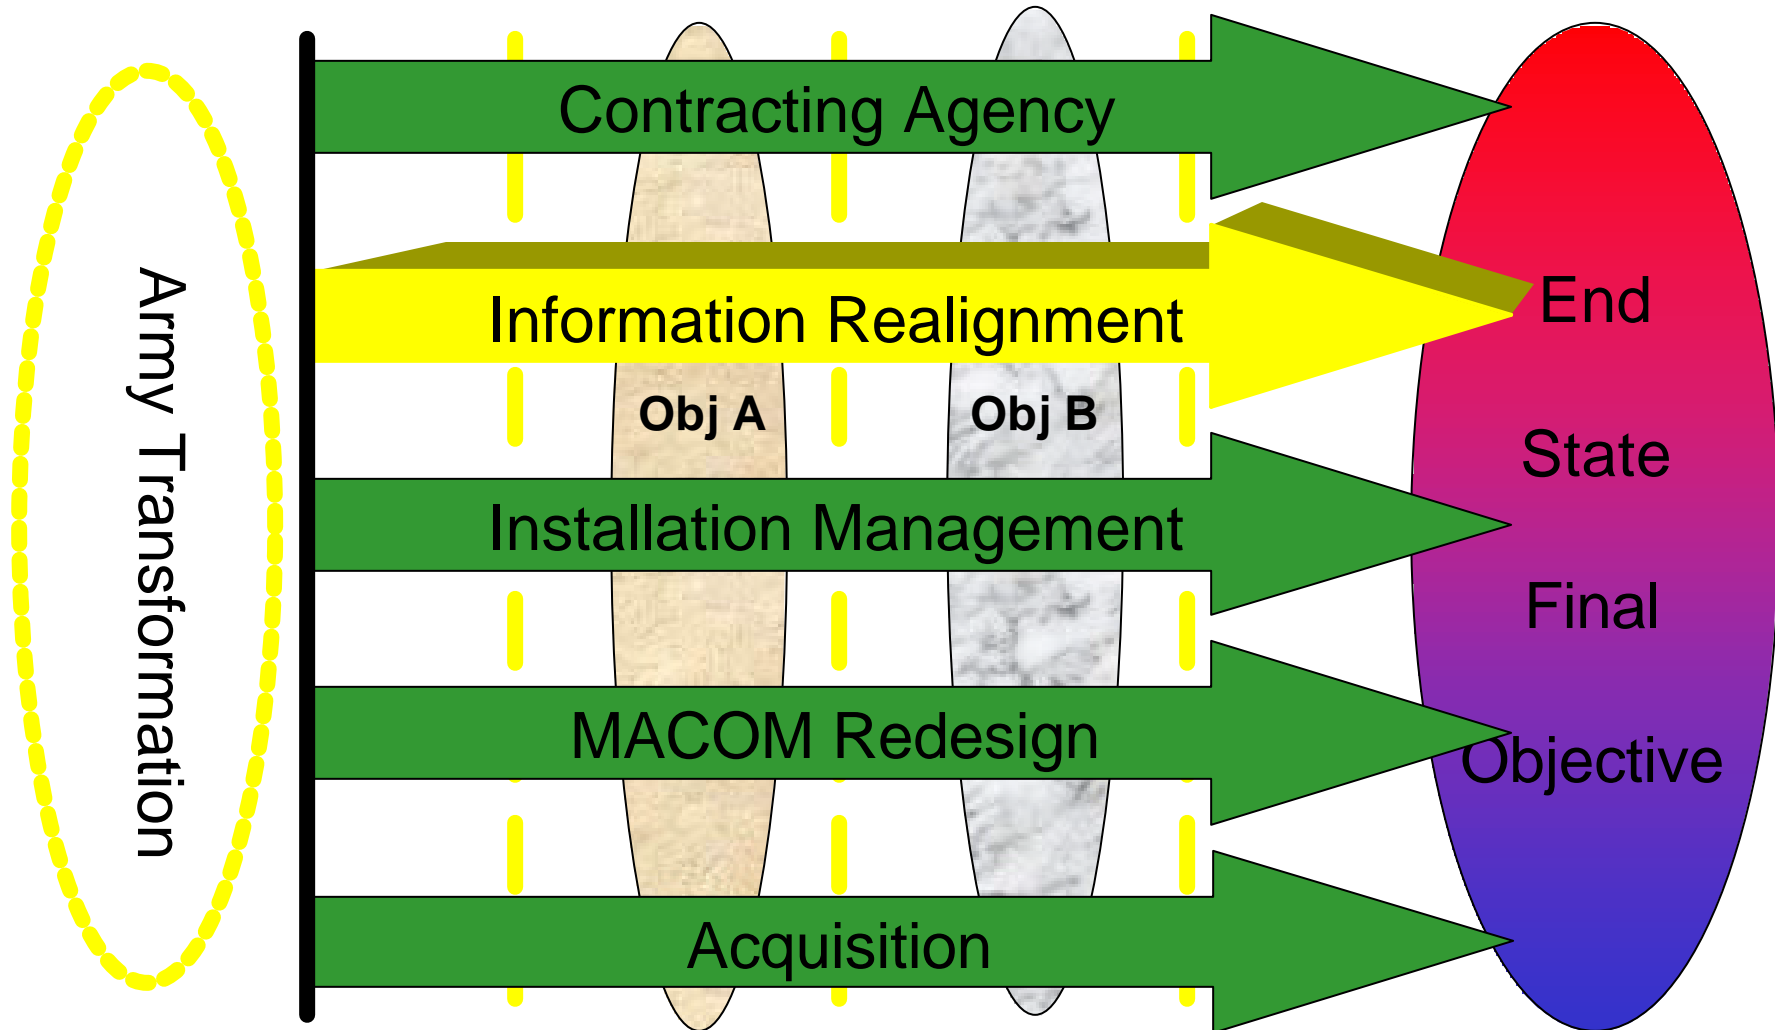 Army Transformation
Contracting Agency
Information Realignment
Obj A
Obj B
Installation Management
MACOM Redesign
Acquisition
End
State
Final
Objective